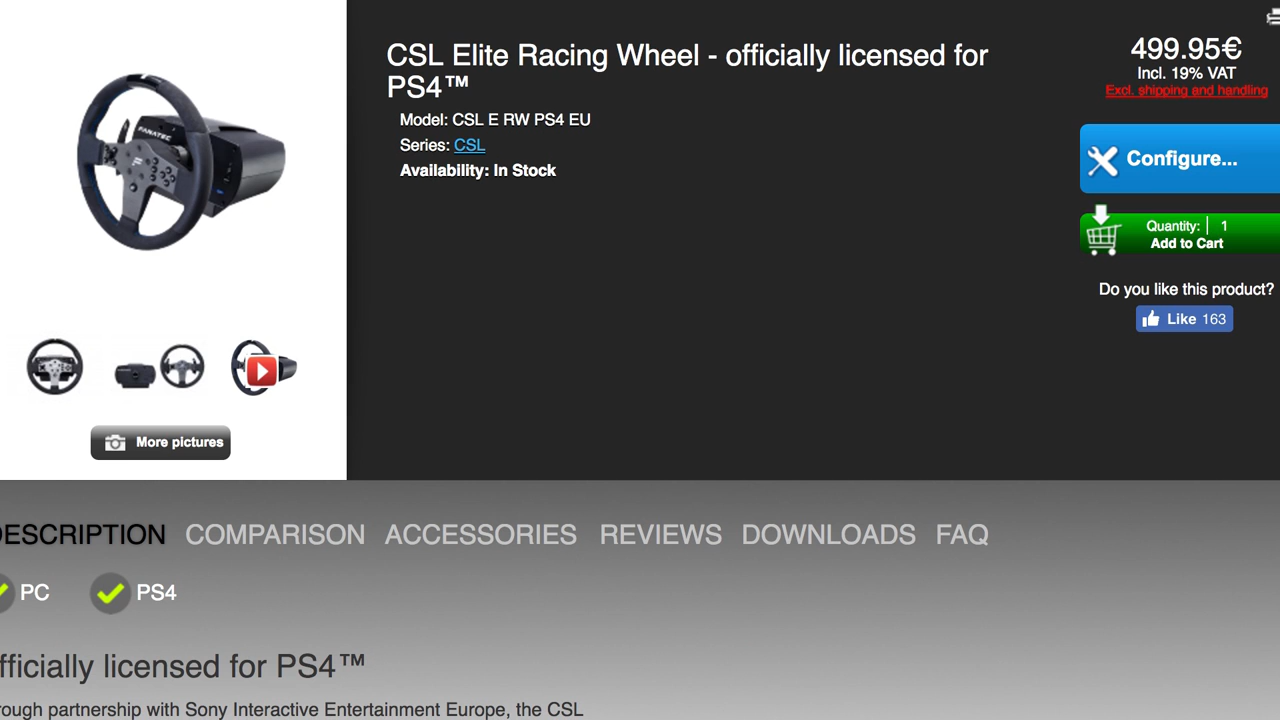 FANATEC
CSL Elite Racing Wheel - officially licensed for
PS4™
Model: CSL E RW PS4 EU
Series: CSL
Availability: In Stock
499.95€
Incl. 19% VAT
Excl. shipping and handling
Configure...
Quantity: 1
Add to Cart
Do you like this product?
Like 163
More pictures
DESCRIPTION COMPARISON ACCESSORIES REVIEWS DOWNLOADS FAQ
PC PS4
fficially licensed for PS4™
rough partnership with Sony Interactive Entertainment Europe, the CSL